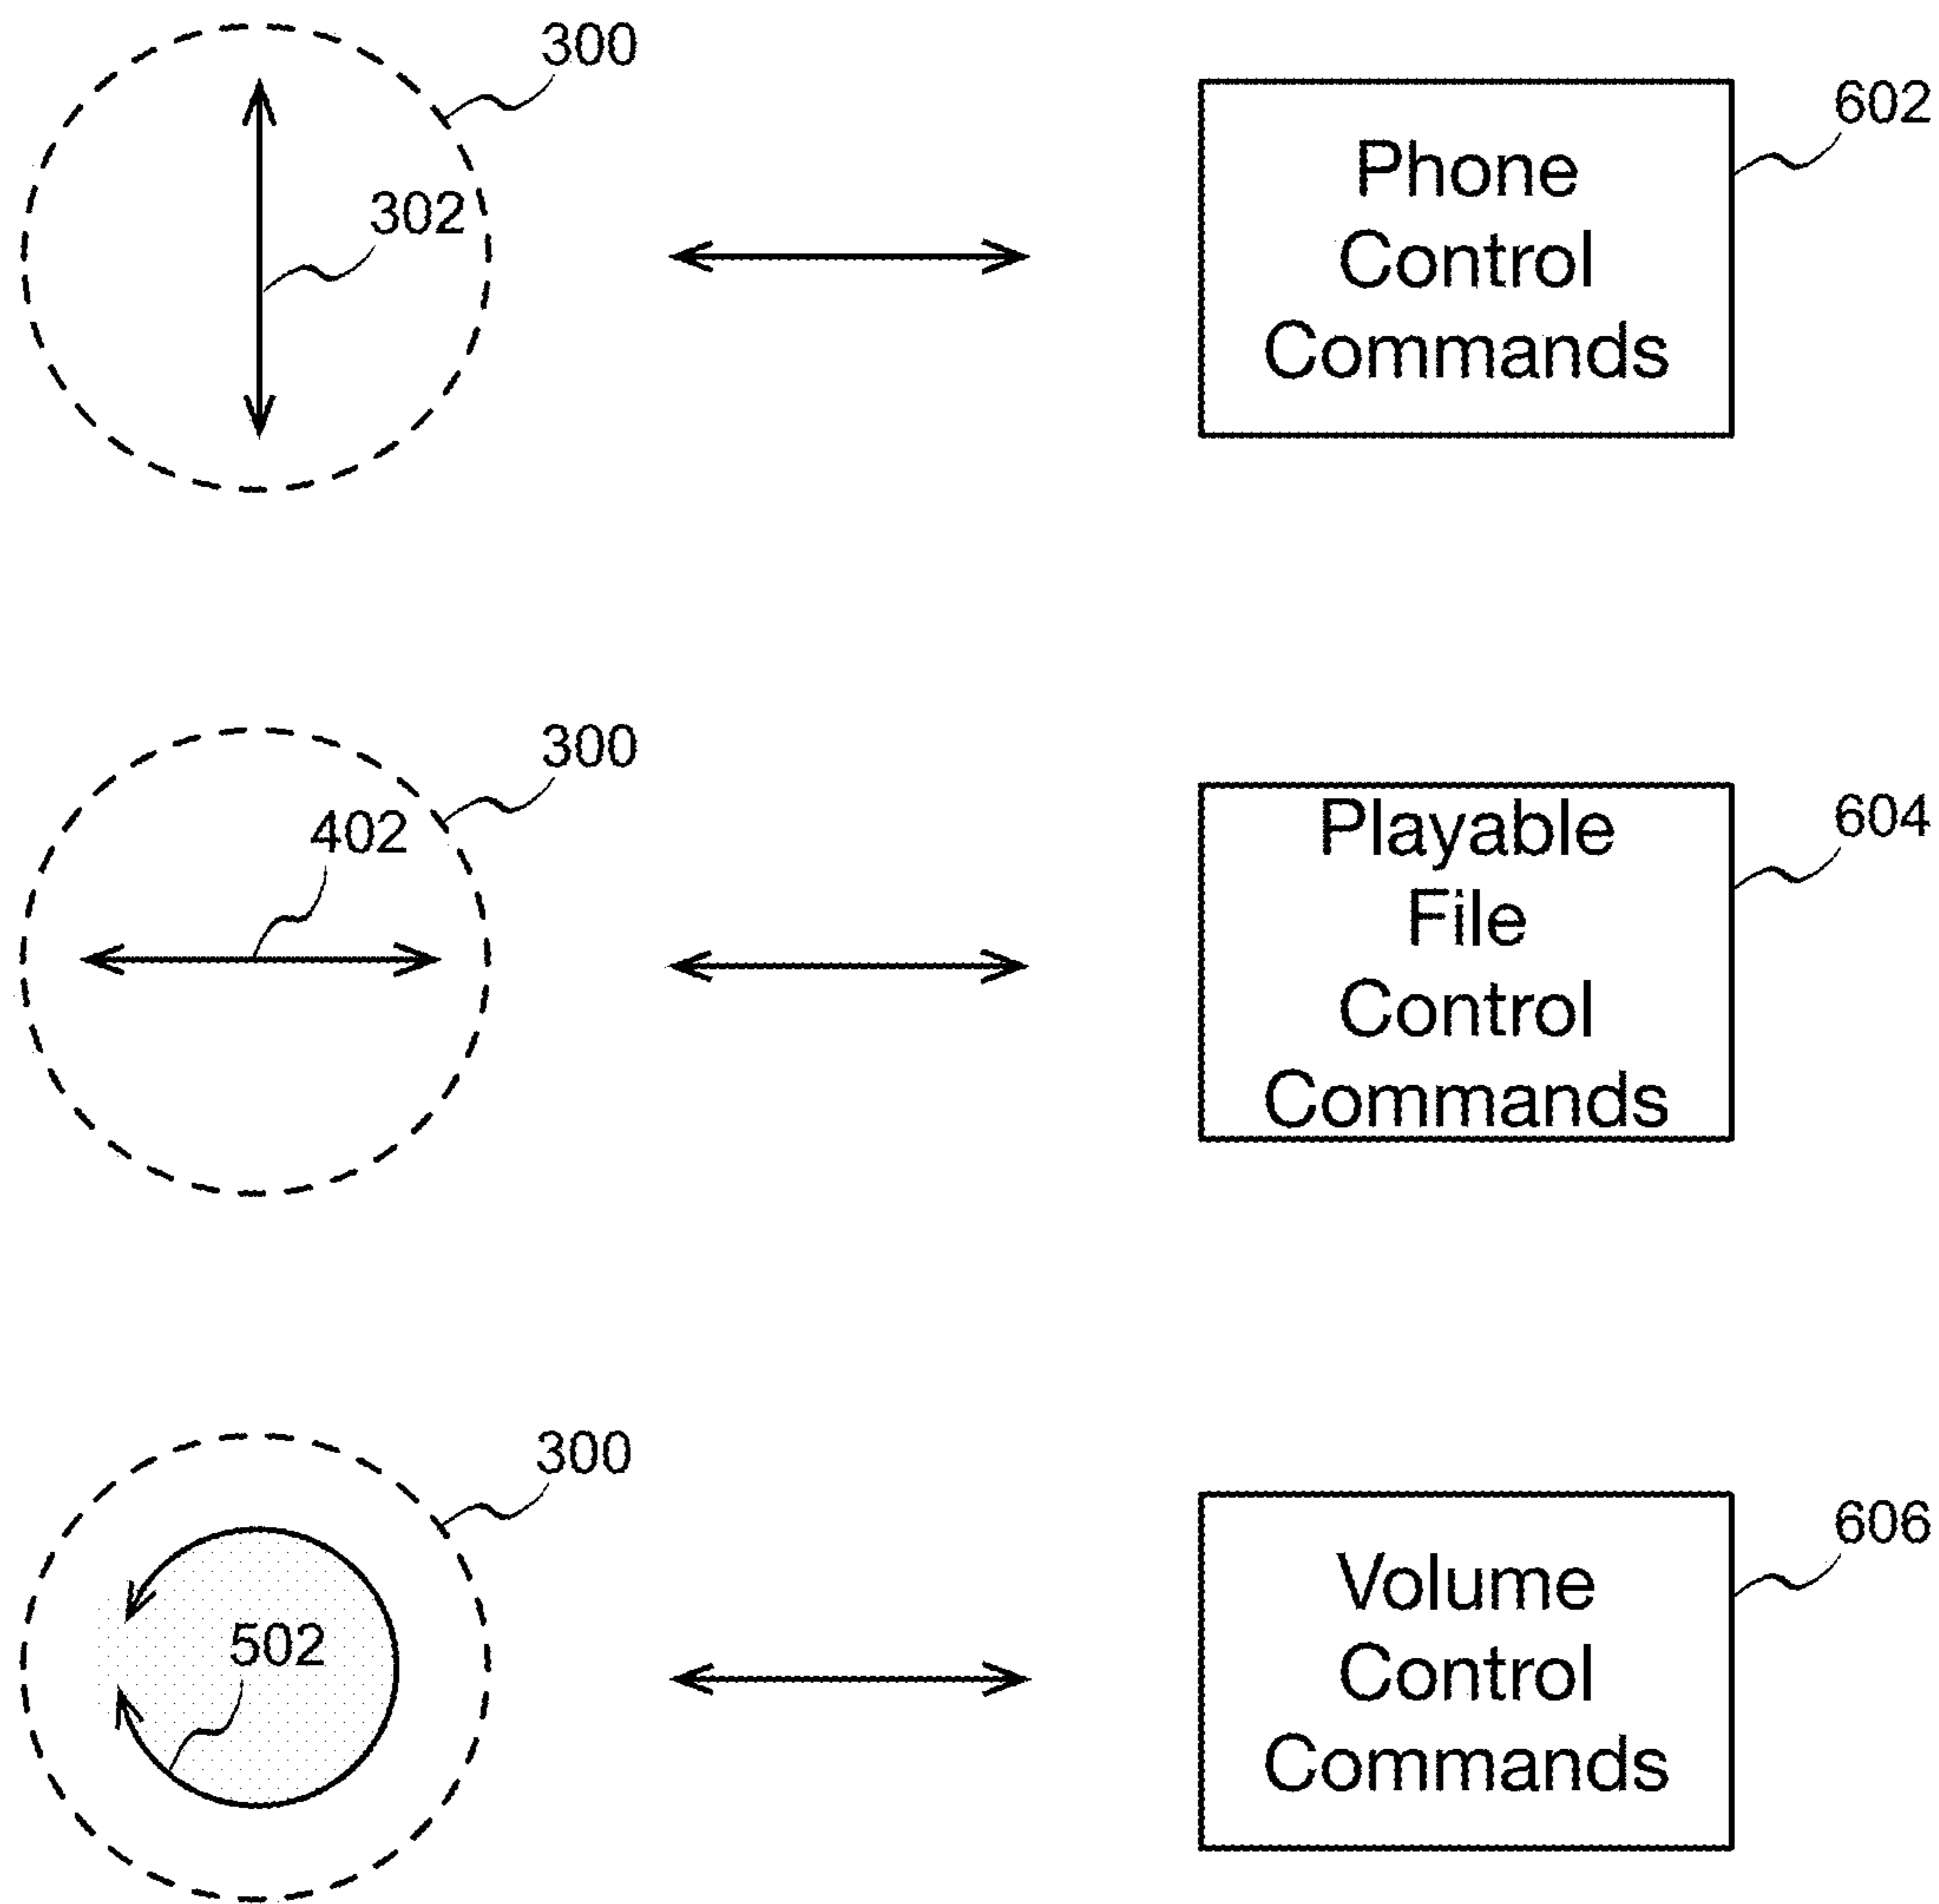 300
302
602
Phone
Control
Commands
300
402
604
Playable
File
Control
Commands
300
502
606
Volume
Control
Commands